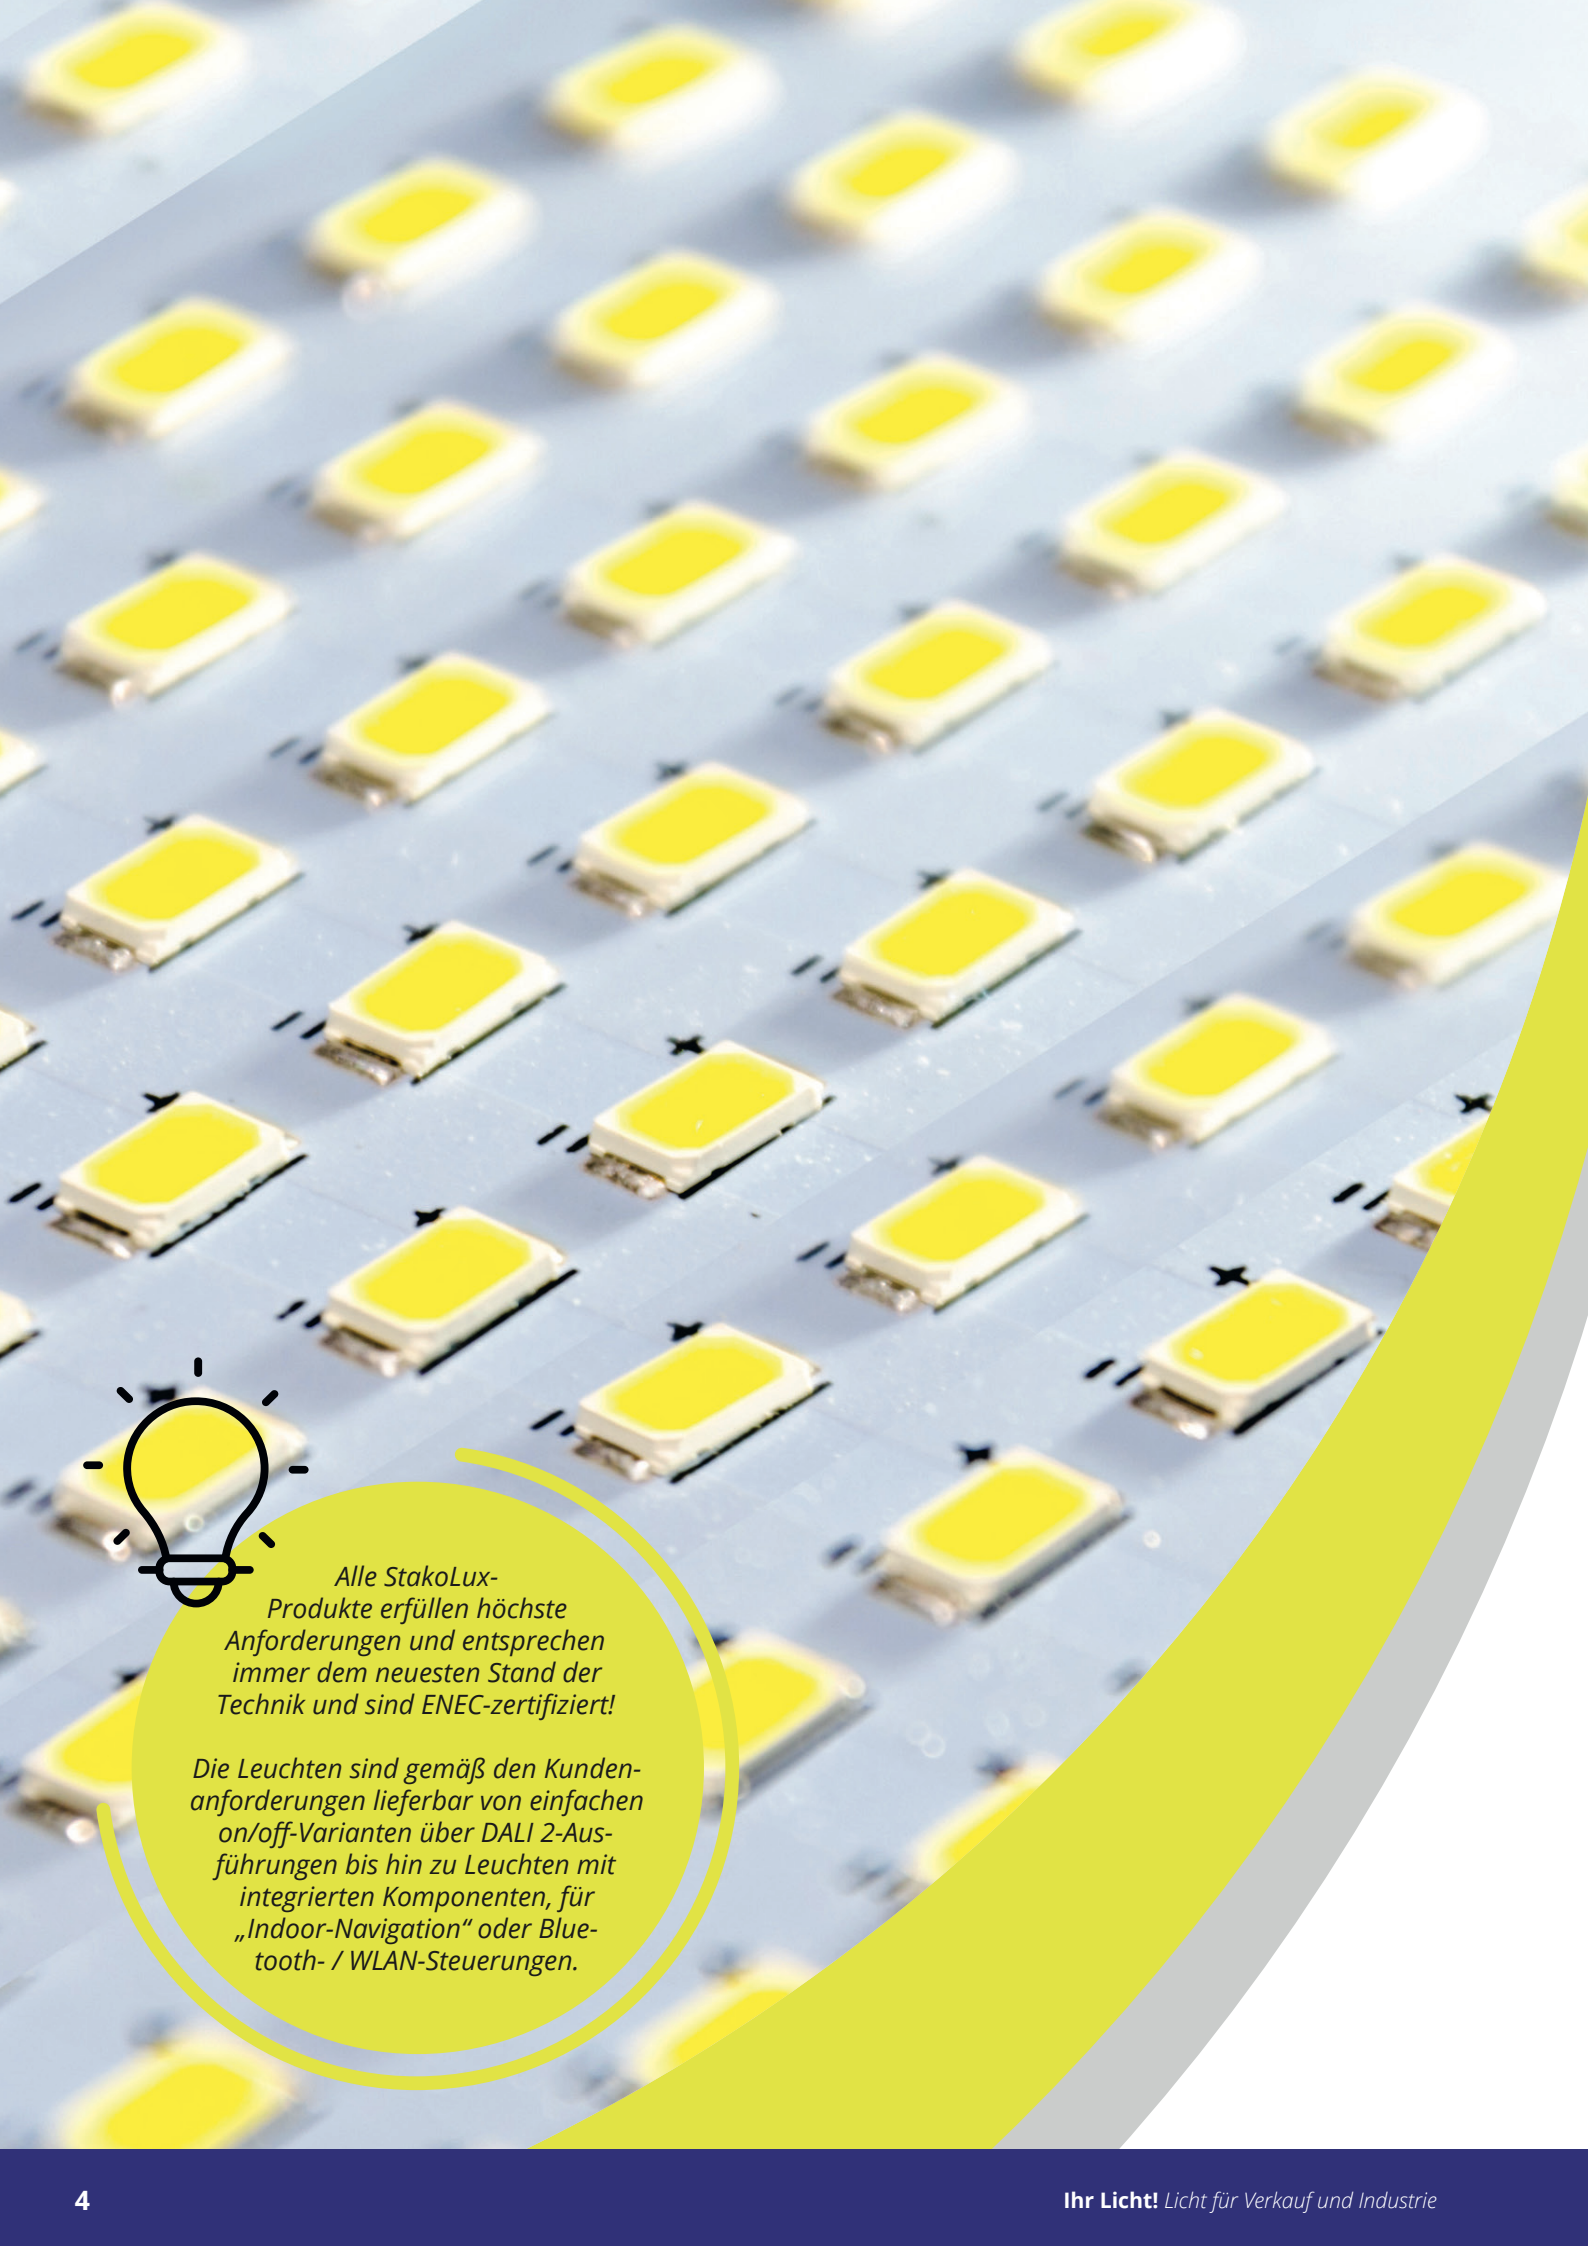 Alle StakoLux-
Produkte erfüllen höchste
Anforderungen und entsprechen
immer dem neuesten Stand der
Technik und sind ENEC-zertifiziert!
Die Leuchten sind gemäß den Kunden-
anforderungen lieferbar von einfachen
on/off-Varianten über DALI 2-Aus-
führungen bis hin zu Leuchten mit
integrierten Komponenten, für
„Indoor-Navigation“ oder Blue-
tooth- / WLAN-Steuerungen.
4
Ihr Licht! Licht für Verkauf und Industrie